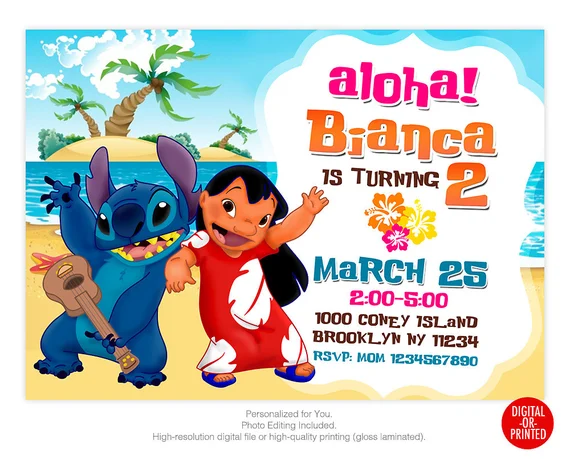 aloha!
Bianca
IS TURNING 2
MARCH 25
2:00-5:00
1000 CONEY ISLAND
BROOKLYN NY 11234
RSVP: MOM 1234567890
Personalized for You.
Photo Editing Included.
High-resolution digital file or high-quality printing (gloss laminated).
DIGITAL
-OR-
PRINTED